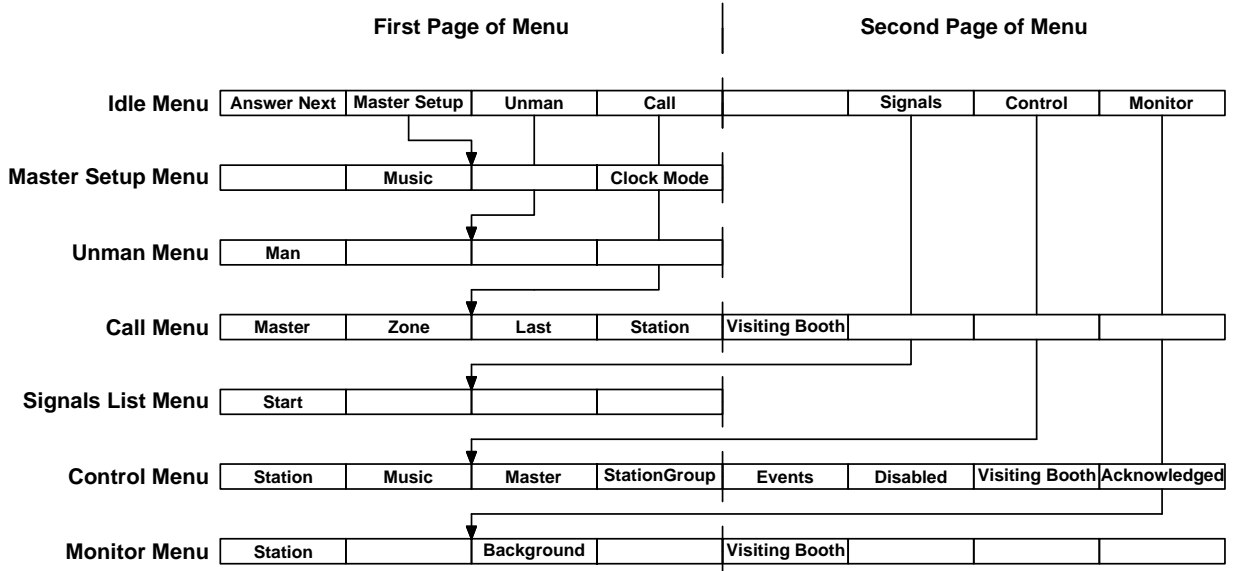 First Page of Menu Second Page of Menu
Idle Menu Answer Next Master Setup Unman Call Signals Control Monitor
Master Setup Menu Music Clock Mode
Unman Menu Man
Call Menu Master Zone Last Station Visiting Booth
Signals List Menu Start
Control Menu Station Music Master StationGroup Events Disabled Visiting Booth Acknowledged
Monitor Menu Station Background Visiting Booth